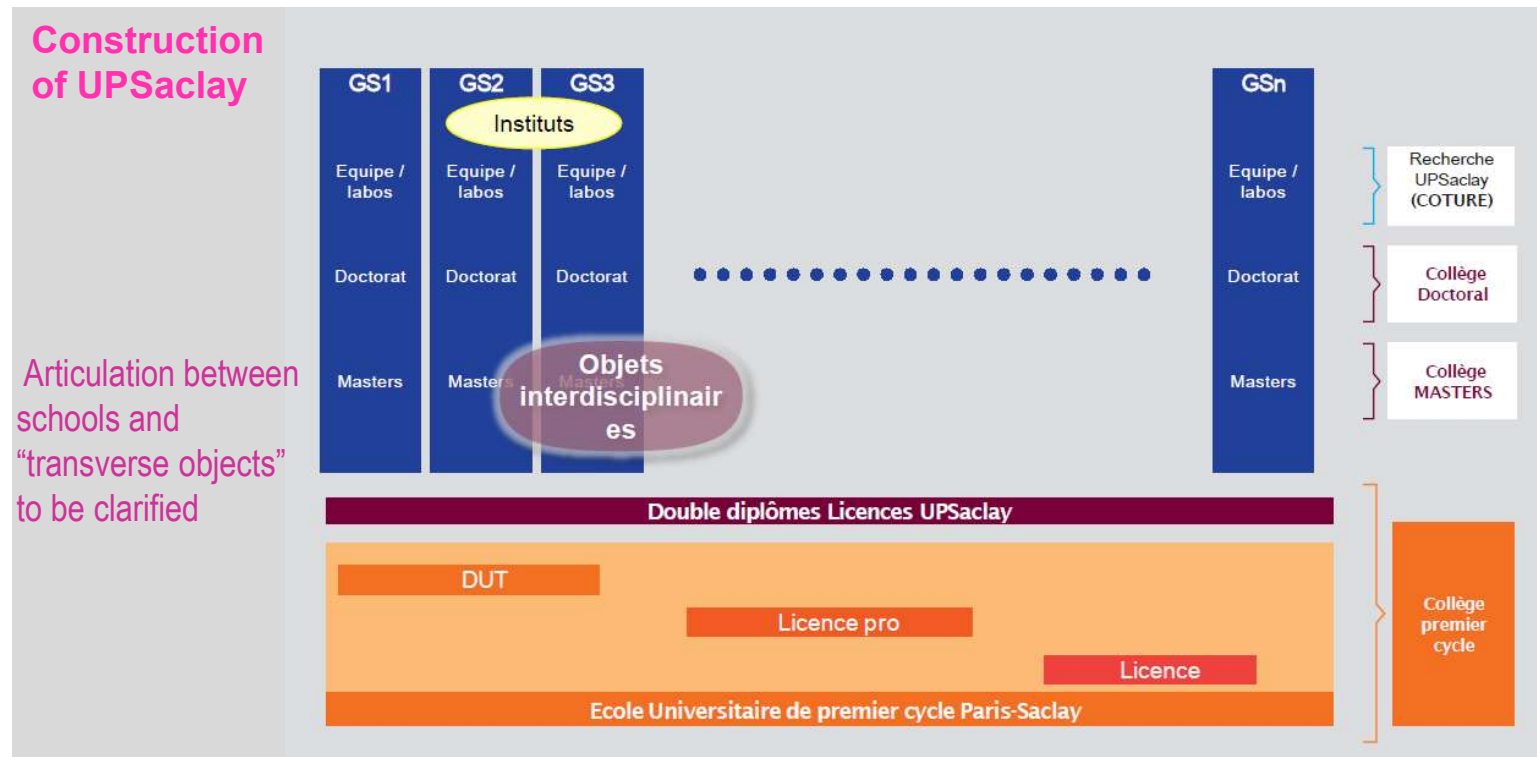 Construction
of UPSaclay
Articulation between
schools and
“transverse objects”
to be clarified
GS1
GS2
GS3
GSn
Instituts
Equipe /
labos
Equipe /
labos
Equipe /
labos
Equipe /
labos
Doctorat
Doctorat
Doctorat
Doctorat
Masters
Masters
Masters
Masters
Objets
interdisciplinair
es
Recherche
UPSaclay
(COTURE)
Collège
Doctoral
Collège
MASTERS
Double diplômes Licences UPSaclay
DUT
Licence pro
Licence
Ecole Universitaire de premier cycle Paris-Saclay
Collège
premier
cycle